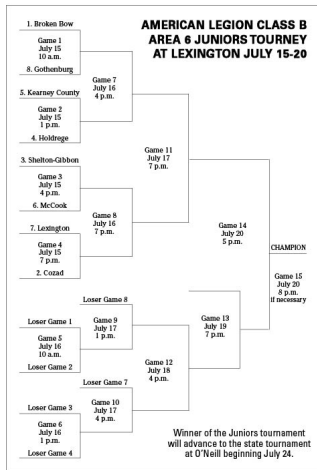 AMERICAN LEGION CLASS B
AREA 6 JUNIORS TOURNEY
AT LEXINGTON JULY 15-20
1. Broken Bow
Game 1
July 15
10 a.m.
8. Gothenburg
Game 7
July 16
4 p.m.
5. Kearney County
Game 2
July 15
1 p.m.
4. Holdrege
Game 11
July 17
7 p.m.
3. Shelton-Gibbon
Game 3
July 15
4 p.m.
6. McCook
Game 8
July 16
7 p.m.
7. Lexington
Game 4
July 15
7 p.m.
2. Cozad
Game 14
July 20
5 p.m.
CHAMPION
Game 15
July 20
8 p.m.
if necessary
Loser Game 8
Game 9
July 17
1 p.m.
Loser Game 1
Game 5
July 16
10 a.m.
Loser Game 2
Game 13
July 19
7 p.m.
Game 12
July 18
4 p.m.
Loser Game 7
Game 10
July 17
4 p.m.
Loser Game 3
Game 6
July 16
1 p.m.
Loser Game 4
Winner of the Juniors tournament
will advance to the state tournament
at O'Neill beginning July 24.